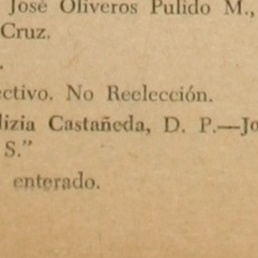 José Oliveros Pulido M.,
Cruz.
ectivo. No Reelección.
lizia Castañeda, D. P.—Jo
S.”
enterado.